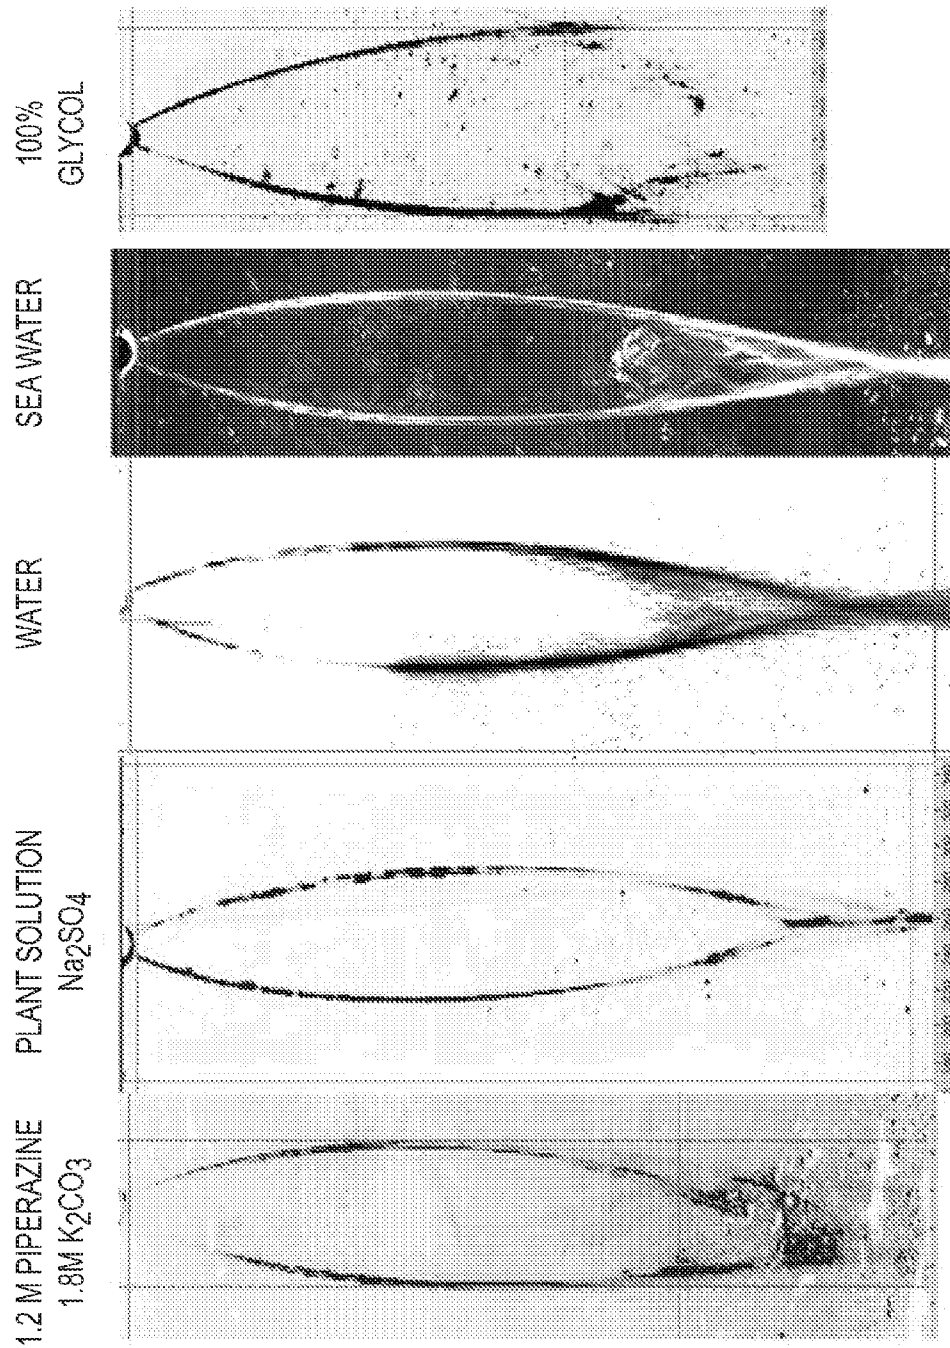 100%
GLYCOL
SEA WATER
WATER
PLANT SOLUTION
Na2SO4
1.2 M PIPERAZINE
1.8M K2CO3